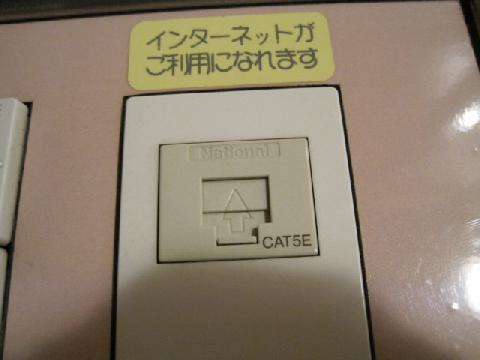 インターネットが
ご利用になれます
National
CAT5E